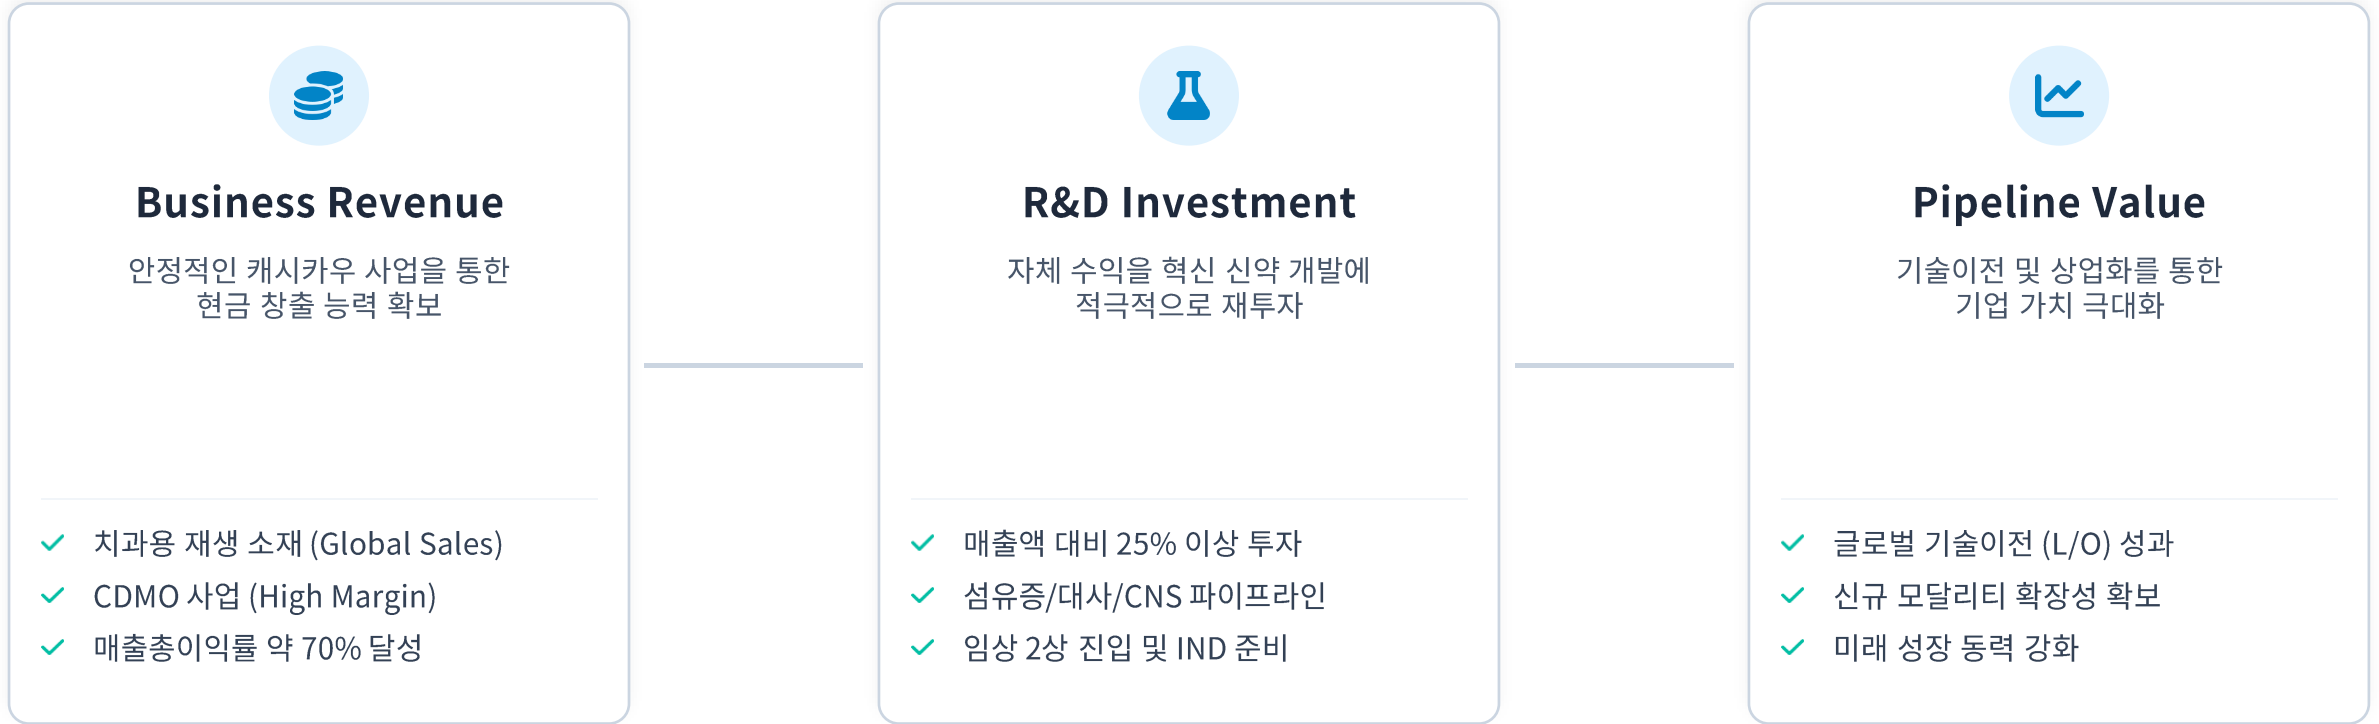 Business Revenue
안정적인 캐시카우 사업을 통한
현금 창출 능력 확보
치과용 재생 소재 (Global Sales)
CDMO 사업 (High Margin)
매출총이익률 약 70% 달성
R&D Investment
자체 수익을 혁신 신약 개발에
적극적으로 재투자
매출액 대비 25% 이상 투자
섬유증/대사/CNS 파이프라인
임상 2상 진입 및 IND 준비
Pipeline Value
기술이전 및 상업화를 통한
기업 가치 극대화
글로벌 기술이전 (L/O) 성과
신규 모달리티 확장성 확보
미래 성장 동력 강화